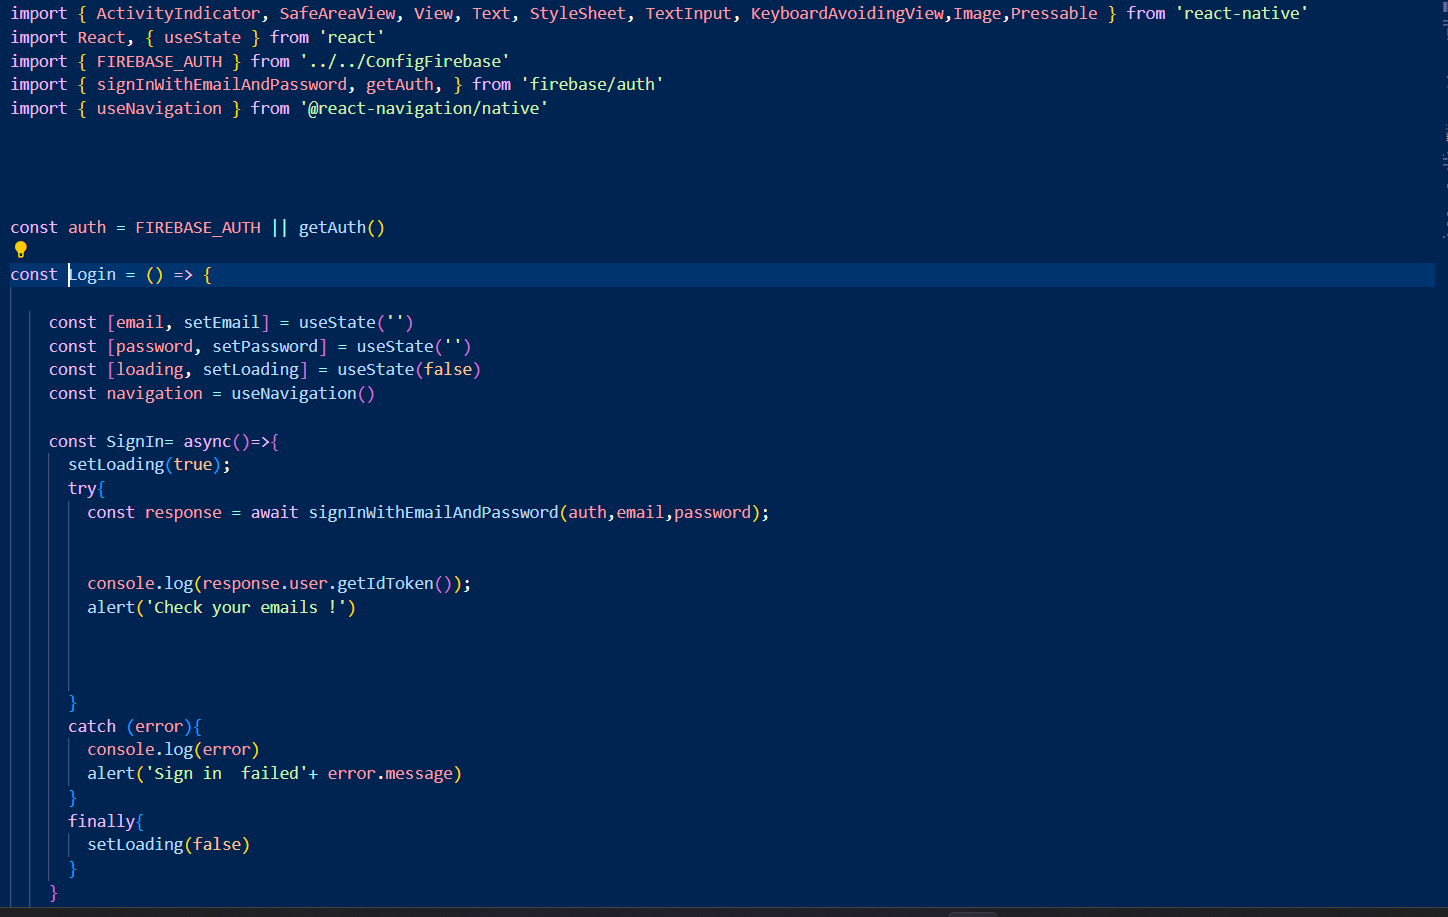 import { ActivityIndicator, SafeAreaView, View, Text, StyleSheet, TextInput, KeyboardAvoidingView,Image,Pressable } from 'react-native'
import React, { useState } from 'react'
import { FIREBASE_AUTH } from '../../ConfigFirebase'
import { signInWithEmailAndPassword, getAuth, } from 'firebase/auth'
import { useNavigation } from '@react-navigation/native'
const auth = FIREBASE_AUTH || getAuth()
const Login = () => {
const [email, setEmail] = useState('')
const [password, setPassword] = useState('')
const [loading, setLoading] = useState(false)
const navigation = useNavigation()
const SignIn= async()=>{
setLoading(true);
try{
const response = await signInWithEmailAndPassword(auth,email,password);
console.log(response.user.getIdToken());
alert('Check your emails !')
}
catch (error){
console.log(error)
alert('Sign in  failed'+ error.message)
}
finally{
setLoading(false)
}
}